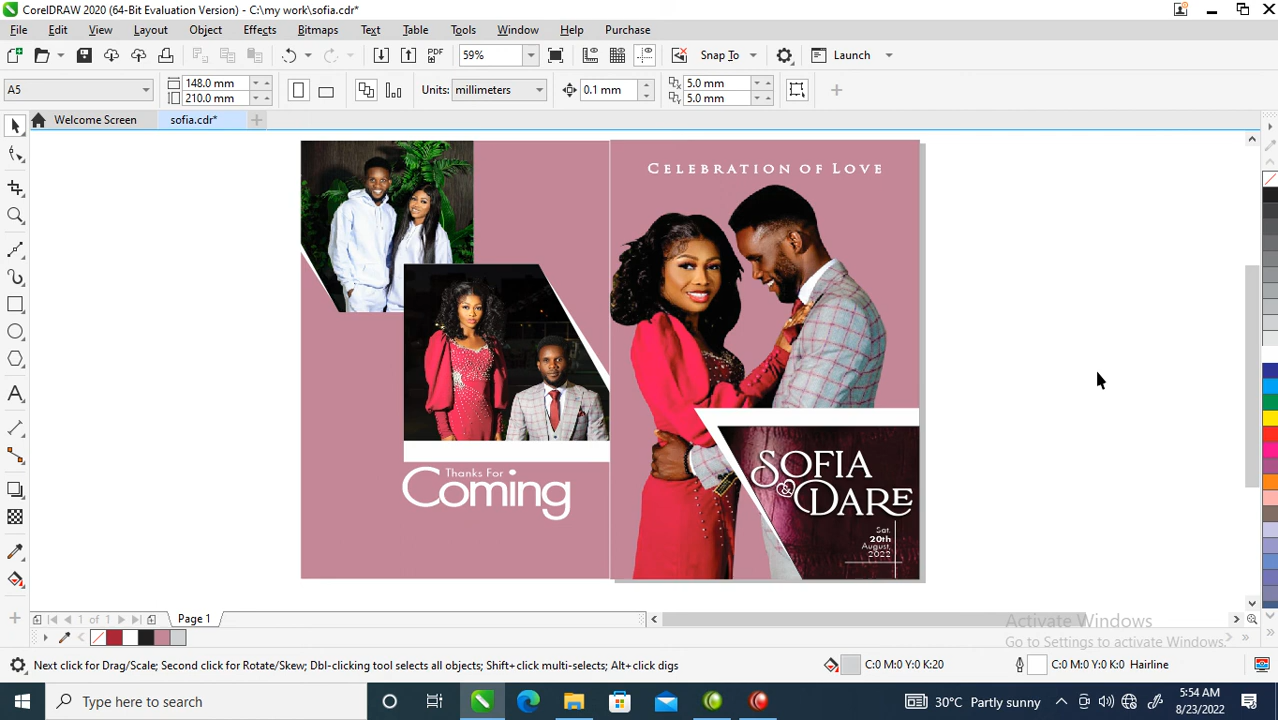 CorelDRAW 2020 (64-Bit Evaluation Version) - C:\my work\sofia.cdr*
File Edit View Layout Object Effects Bitmaps Text Table Tools Window Help Purchase
PDF 59% Snap To Launch
A5 148.0 mm 210.0 mm Units: millimeters 0.1 mm 5.0 mm 5.0 mm
Welcome Screen sofia.cdr*
CELEBRATION OF LOVE
Thanks For
Coming
SOFIA
& DARE
Sat.
20th
August,
2022
1 of 1 Page 1
Activate Windows
Go to Settings to activate Windows.
Next click for Drag/Scale; Second click for Rotate/Skew; Dbl-clicking tool selects all objects; Shift+click multi-selects; Alt+click digs
C:0 M:0 Y:0 K:20
C:0 M:0 Y:0 K:0 Hairline
Type here to search
30°C Partly sunny
5:54 AM
8/23/2022